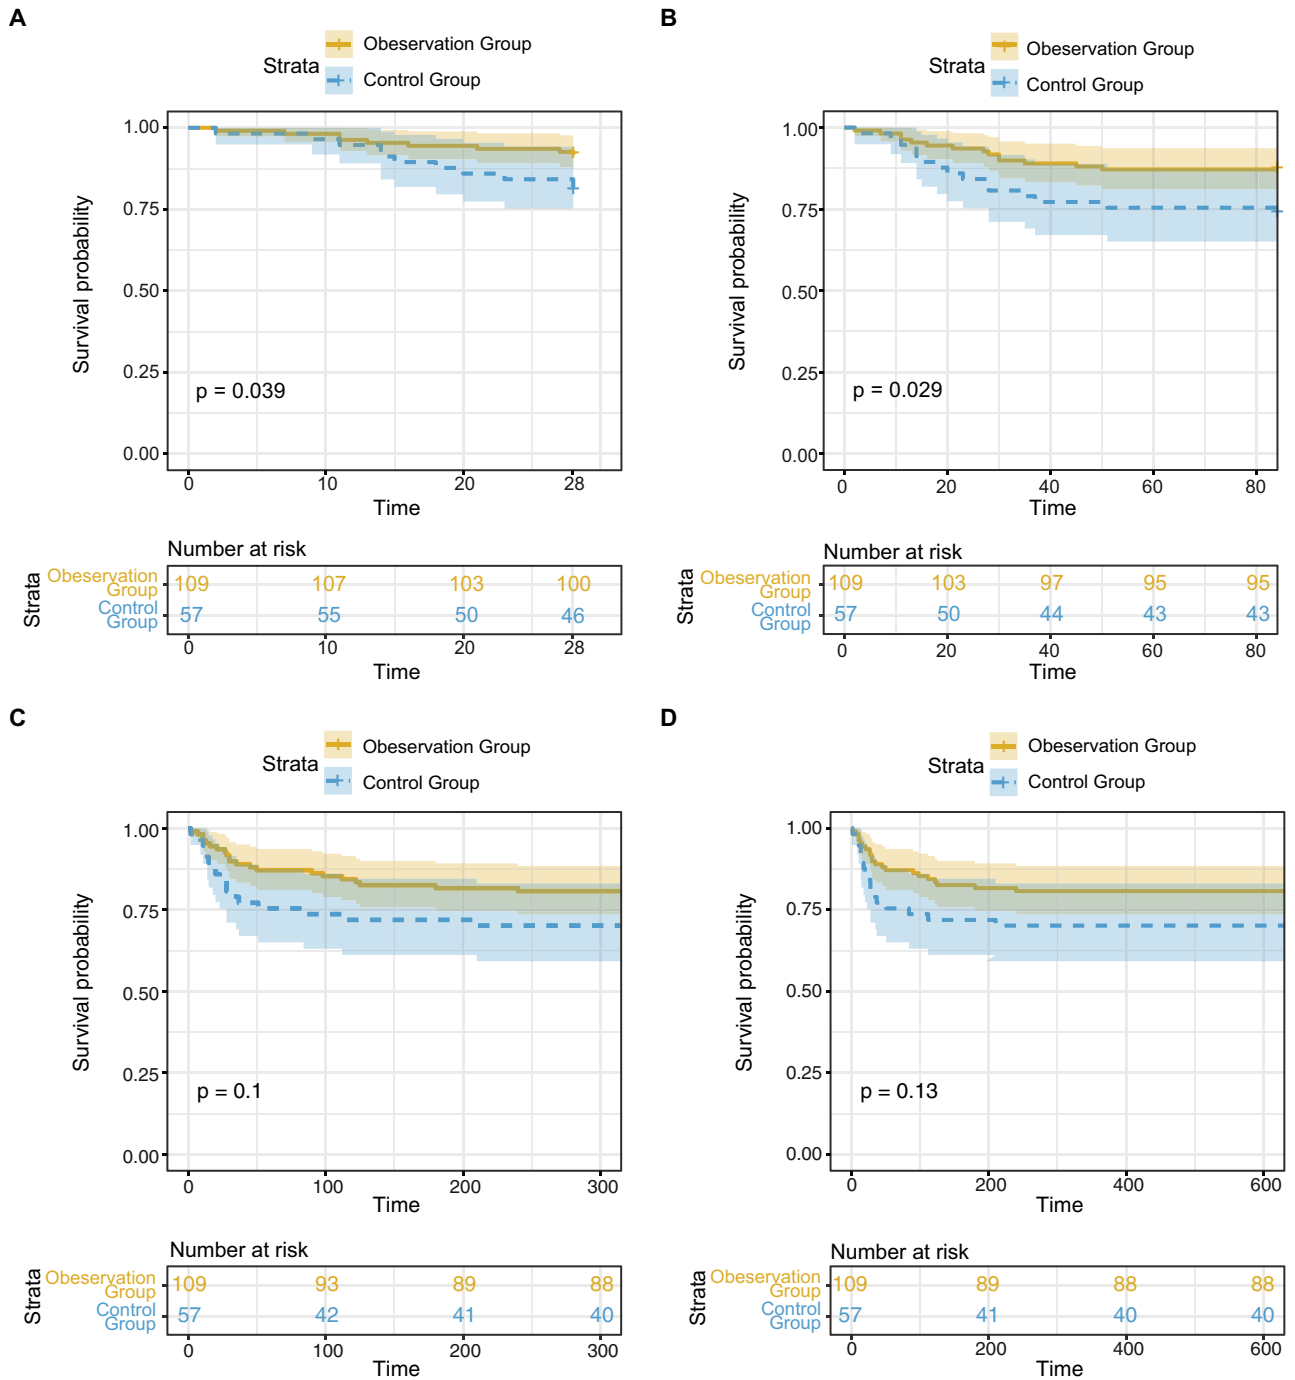 A
Strata
Obeservation Group
Control Group
Survival probability
1.00
0.75
0.50
0.25
0.00
p = 0.039
0 10 20 28
Time
Number at risk
Strata
Obeservation
Group
Control
Group
109 107 103 100
57 55 50 46
0 10 20 28
Time
B
Strata
Obeservation Group
Control Group
Survival probability
1.00
0.75
0.50
0.25
0.00
p = 0.029
0 20 40 60 80
Time
Number at risk
Strata
Obeservation
Group
Control
Group
109 103 97 95 95
57 50 44 43 43
0 20 40 60 80
Time
C
Strata
Obeservation Group
Control Group
Survival probability
1.00
0.75
0.50
0.25
0.00
p = 0.1
0 100 200 300
Time
Number at risk
Strata
Obeservation
Group
Control
Group
109 93 89 88
57 42 41 40
0 100 200 300
Time
D
Strata
Obeservation Group
Control Group
Survival probability
1.00
0.75
0.50
0.25
0.00
p = 0.13
0 200 400 600
Time
Number at risk
Strata
Obeservation
Group
Control
Group
109 89 88 88
57 41 40 40
0 200 400 600
Time